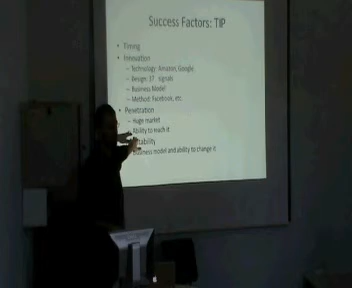 Success Factors: TIP
• Timing
• Innovation
– Technology: Amazon, Google
– Design: 37 signals
– Business Model
– Method: Facebook, etc.
• Penetration
– Huge market
– Ability to reach it
– Business model and ability to change it